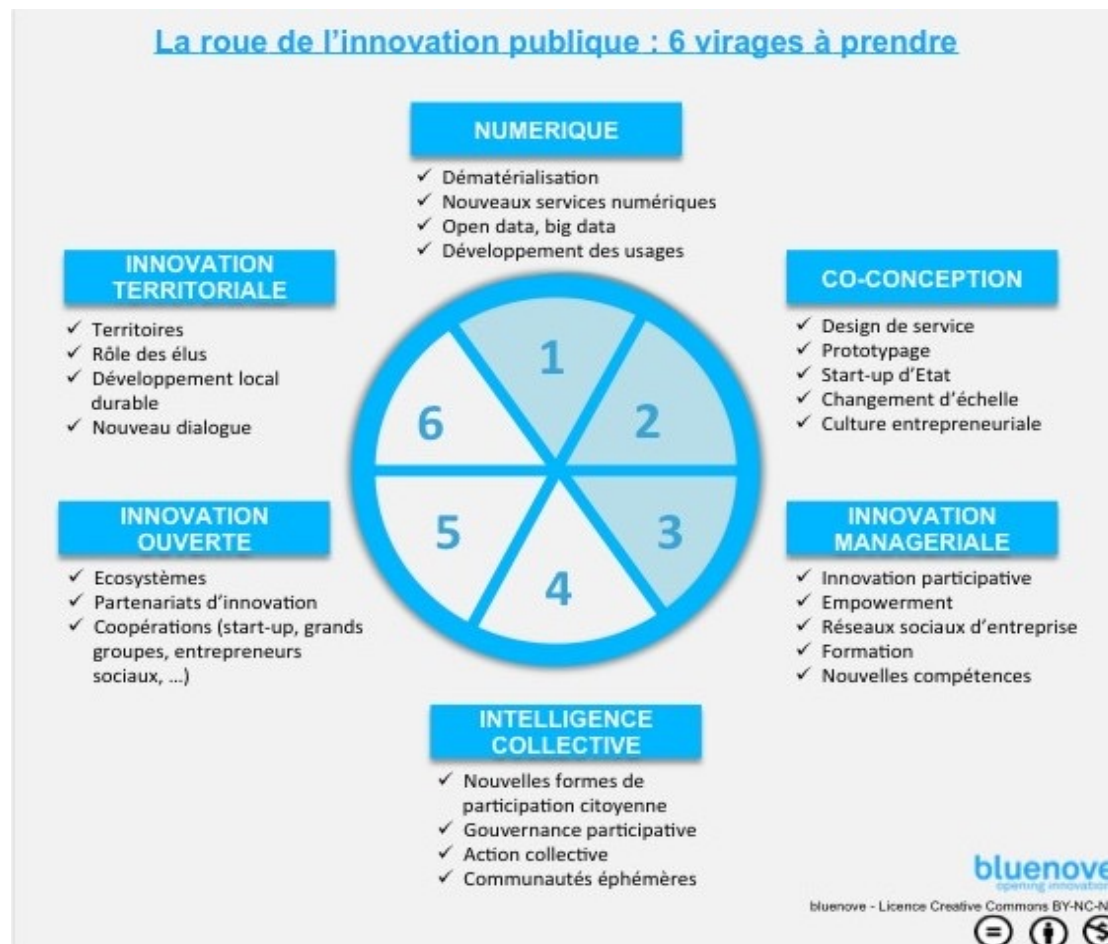 La roue de l'innovation publique : 6 virages à prendre
NUMERIQUE
✓ Dématérialisation
✓ Nouveaux services numériques
✓ Open data, big data
✓ Développement des usages
CO-CONCEPTION
✓ Design de service
✓ Prototypage
✓ Start-up d'Etat
✓ Changement d'échelle
✓ Culture entrepreneuriale
INNOVATION
MANAGERIALE
✓ Innovation participative
✓ Empowerment
✓ Réseaux sociaux d'entreprise
✓ Formation
✓ Nouvelles compétences
INTELLIGENCE
COLLECTIVE
✓ Nouvelles formes de
participation citoyenne
✓ Gouvernance participative
✓ Action collective
✓ Communautés éphémères
INNOVATION
OUVERTE
✓ Ecosystèmes
✓ Partenariats d'innovation
✓ Coopérations (start-up, grands
groupes, entrepreneurs
sociaux, ...)
INNOVATION
TERRITORIALE
✓ Territoires
✓ Rôle des élus
✓ Développement local
durable
✓ Nouveau dialogue
1
2
3
4
5
6
bluenove
opening innovation
bluenove - Licence Creative Commons BY-NC-N